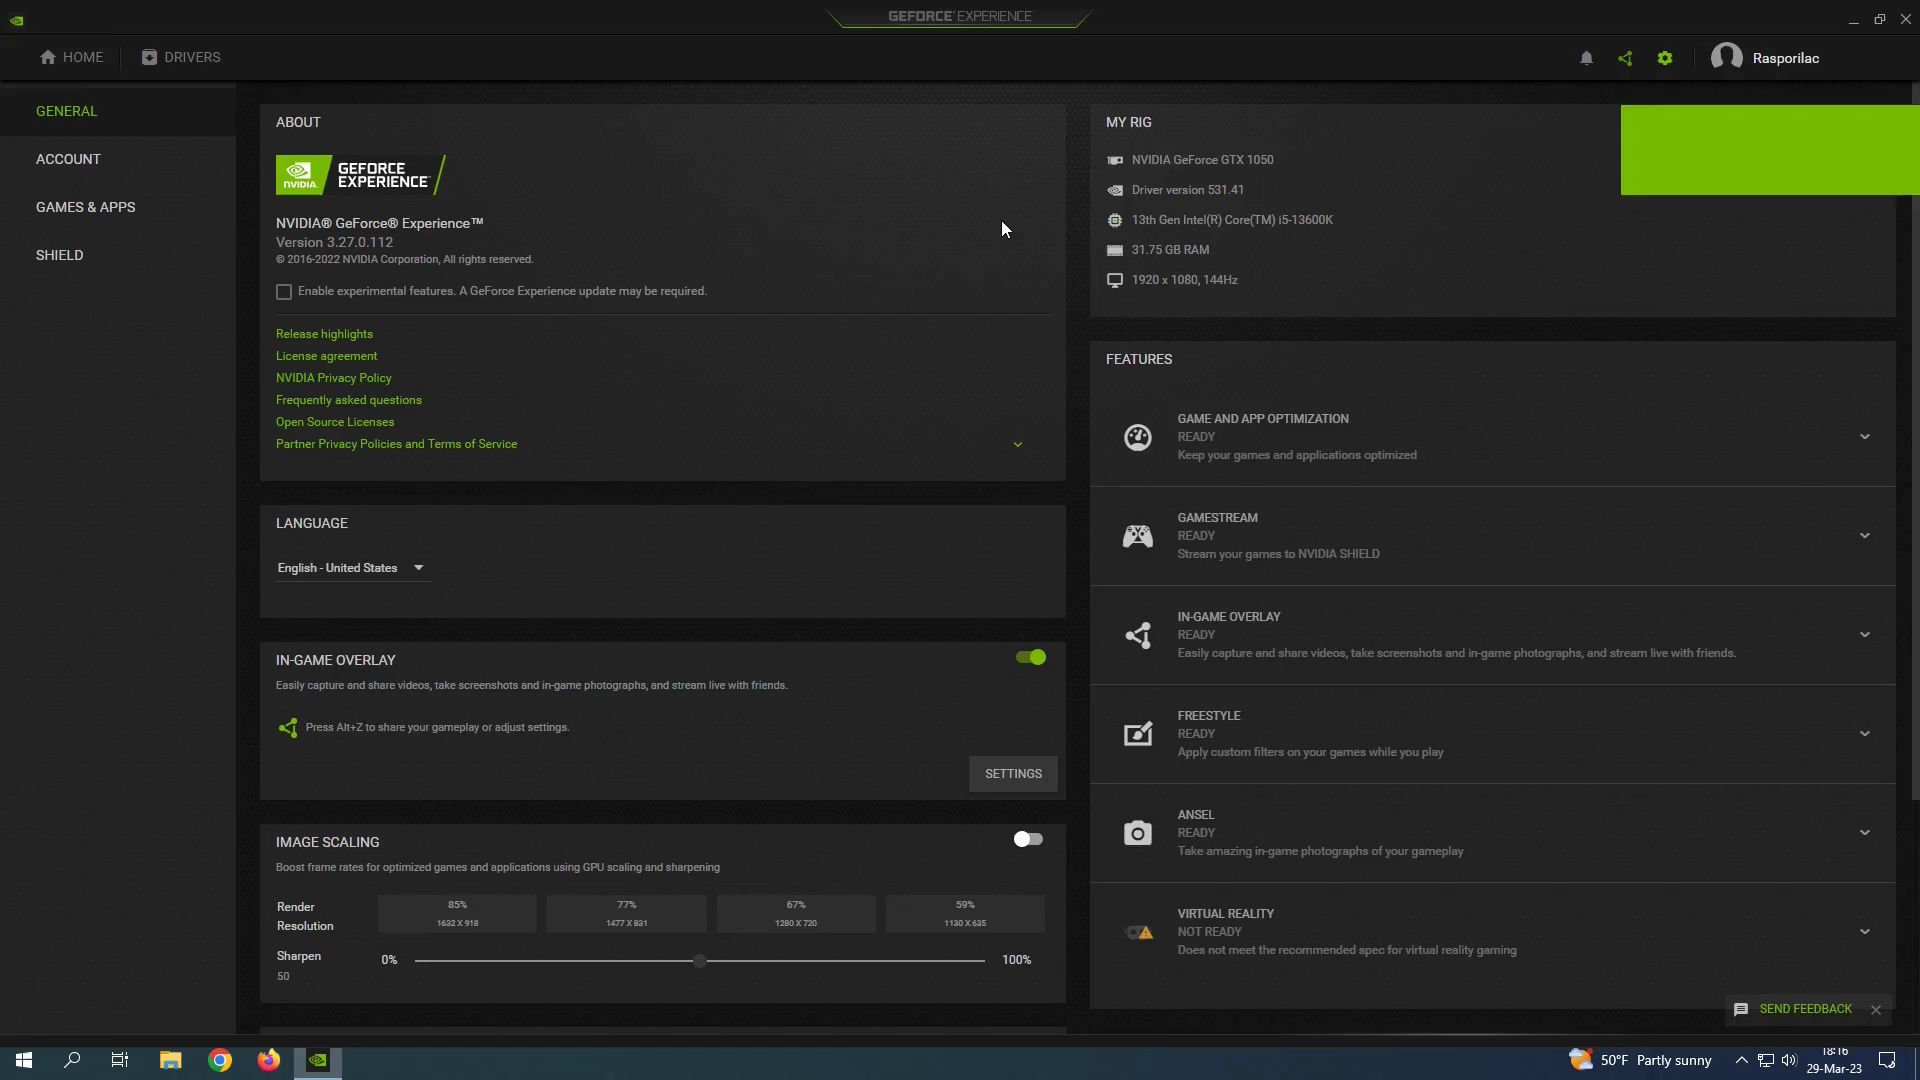 GEFORCE EXPERIENCE
HOME
DRIVERS
Rasporilac
GENERAL
ACCOUNT
GAMES & APPS
SHIELD
ABOUT
NVIDIA.
GEFORCE
EXPERIENCE
NVIDIA® GeForce® Experience™
Version 3.27.0.112
© 2016-2022 NVIDIA Corporation, All rights reserved.
Enable experimental features. A GeForce Experience update may be required.
Release highlights
License agreement
NVIDIA Privacy Policy
Frequently asked questions
Open Source Licenses
Partner Privacy Policies and Terms of Service
LANGUAGE
English - United States
IN-GAME OVERLAY
Easily capture and share videos, take screenshots and in-game photographs, and stream live with friends.
Press Alt+Z to share your gameplay or adjust settings.
SETTINGS
IMAGE SCALING
Boost frame rates for optimized games and applications using GPU scaling and sharpening
Render
Resolution
85%
1632 X 918
77%
1477 X 831
67%
1280 X 720
59%
1130 X 635
Sharpen
50
0%
100%
MY RIG
NVIDIA GeForce GTX 1050
Driver version 531.41
13th Gen Intel(R) Core(TM) i5-13600K
31.75 GB RAM
1920 x 1080, 144Hz
FEATURES
GAME AND APP OPTIMIZATION
READY
Keep your games and applications optimized
GAMESTREAM
READY
Stream your games to NVIDIA SHIELD
IN-GAME OVERLAY
READY
Easily capture and share videos, take screenshots and in-game photographs, and stream live with friends.
FREESTYLE
READY
Apply custom filters on your games while you play
ANSEL
READY
Take amazing in-game photographs of your gameplay
VIRTUAL REALITY
NOT READY
Does not meet the recommended spec for virtual reality gaming
SEND FEEDBACK
50°F Partly sunny
18:16
29-Mar-23